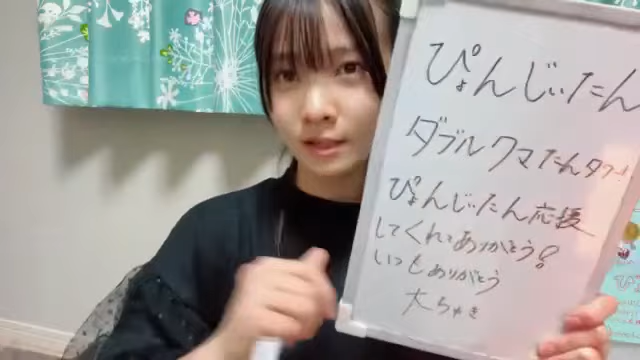 ぴょんじいたん
ダブルクマたんタワー
ぴょんじいたん応援
してくれてありがとう!
いつもありがとう
大ちゅき